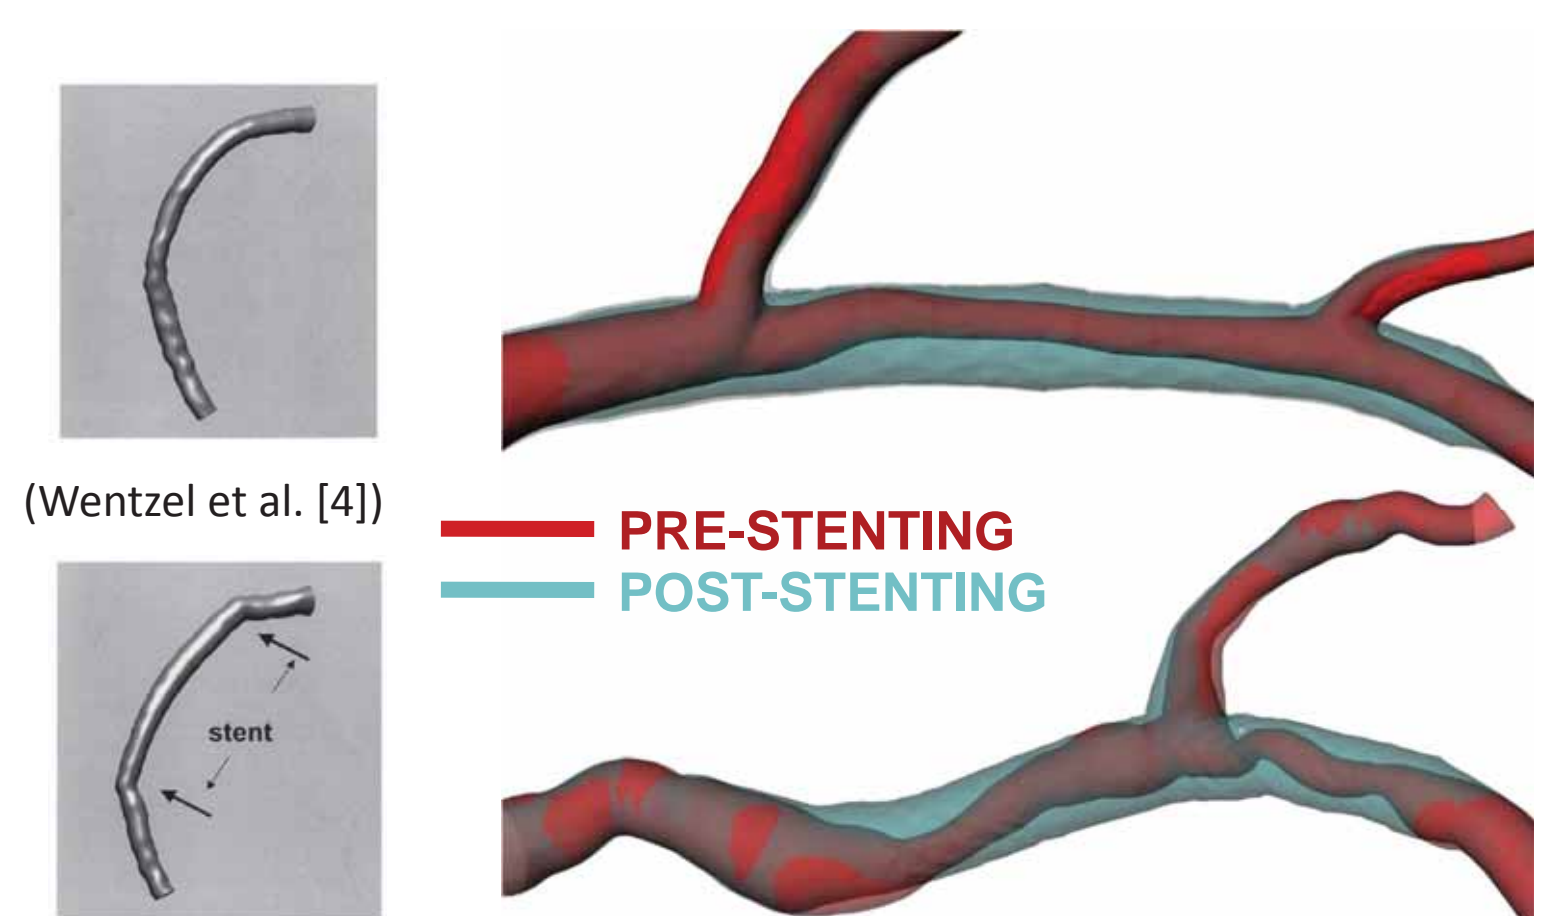 (Wentzel et al. [4])
PRE-STENTING
POST-STENTING
stent